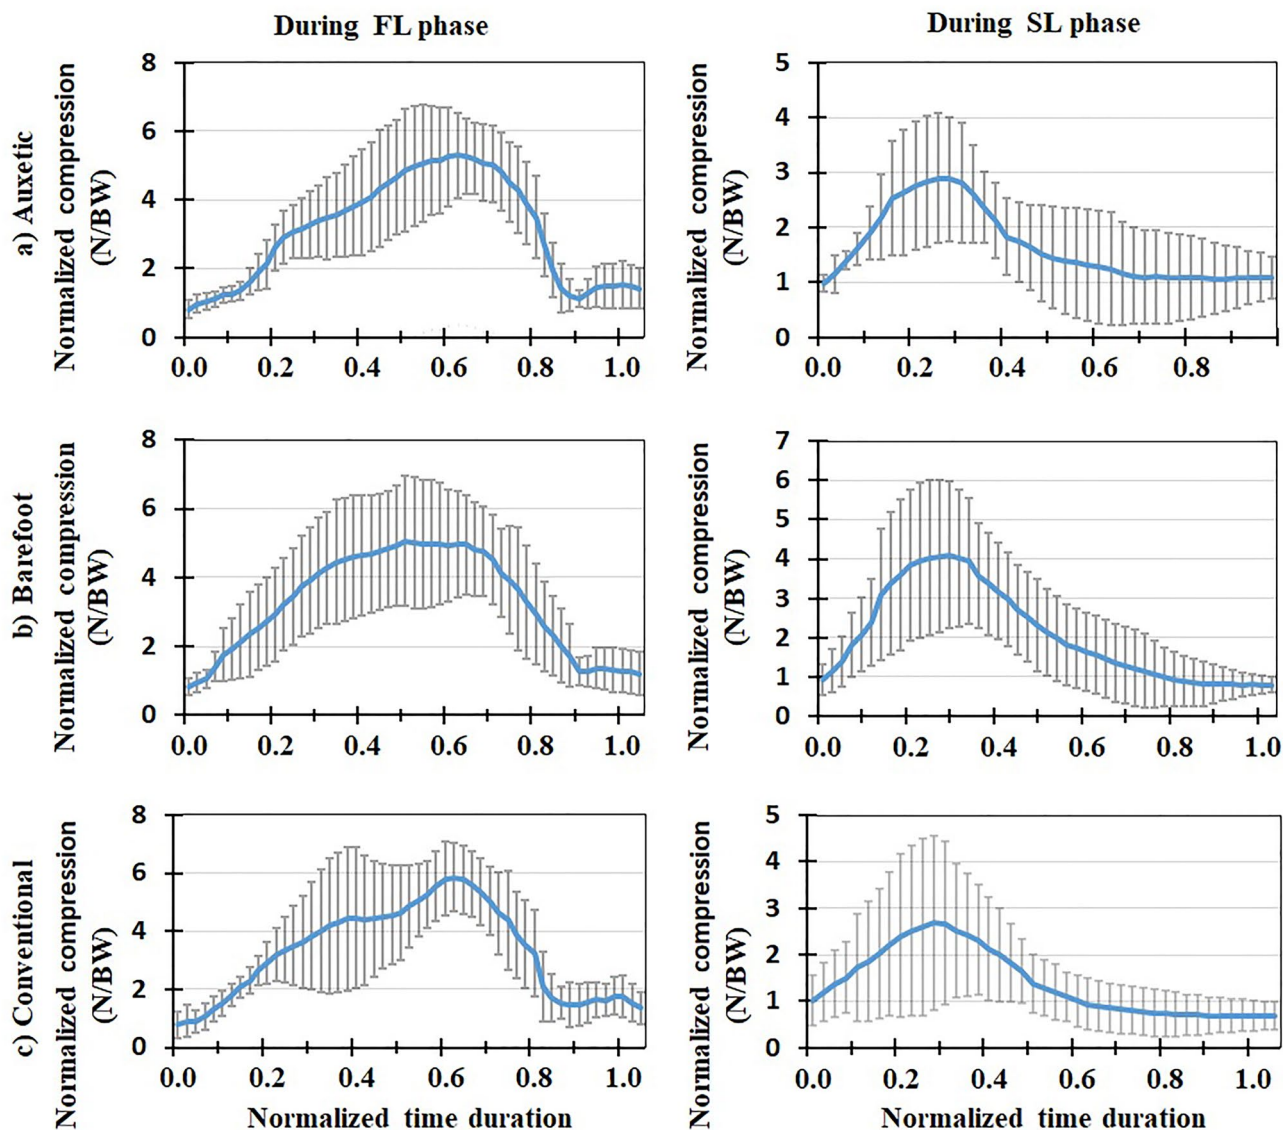 During FL phase
During SL phase
a) Auxetic
Normalized compression
(N/BW)
8
6
4
2
0
0.0 0.2 0.4 0.6 0.8 1.0
Normalized compression
(N/BW)
5
4
3
2
1
0
0.0 0.2 0.4 0.6 0.8
b) Barefoot
Normalized compression
(N/BW)
8
6
4
2
0
0.0 0.2 0.4 0.6 0.8 1.0
Normalized compression
(N/BW)
7
6
5
4
3
2
1
0
0.0 0.2 0.4 0.6 0.8 1.0
c) Conventional
Normalized compression
(N/BW)
8
6
4
2
0
0.0 0.2 0.4 0.6 0.8 1.0
Normalized time duration
Normalized compression
(N/BW)
5
4
3
2
1
0
0.0 0.2 0.4 0.6 0.8 1.0
Normalized time duration